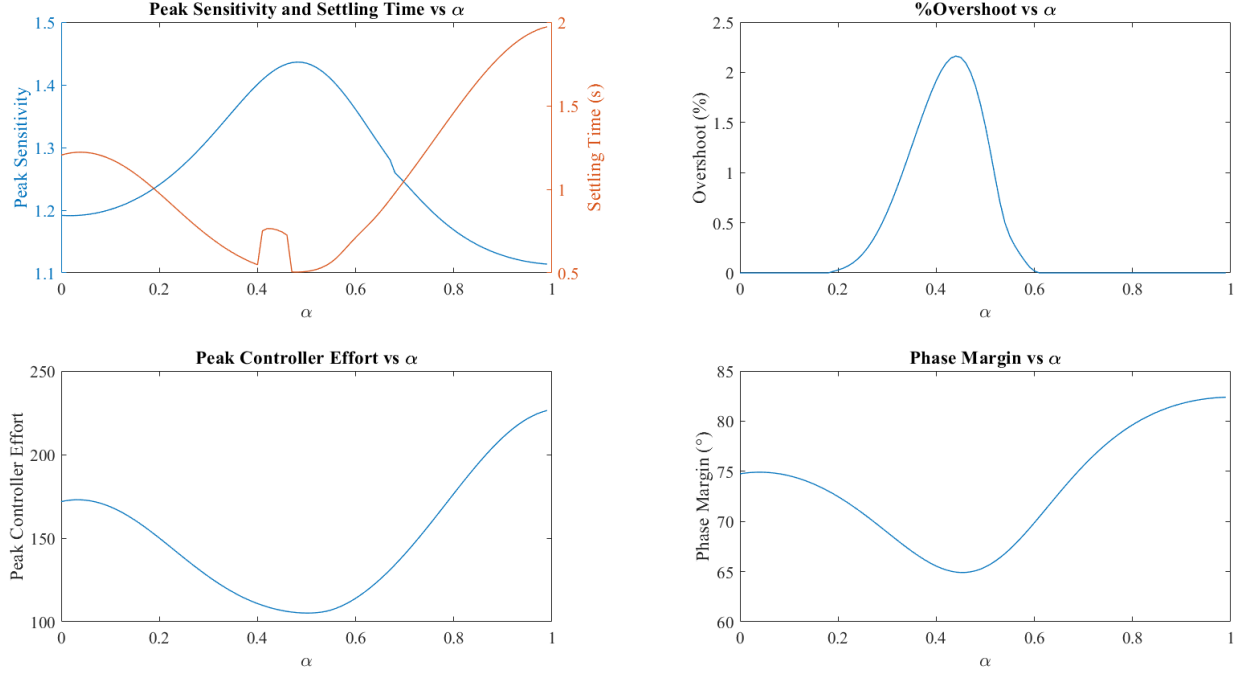 Peak Sensitivity and Settling Time vs α
1.5
1.4
1.3
1.2
1.1
Peak Sensitivity
2
1.5
1
0.5
Settling Time (s)
0 0.2 0.4 0.6 0.8 1
α
%Overshoot vs α
2.5
2
1.5
1
0.5
0
Overshoot (%)
0 0.2 0.4 0.6 0.8 1
α
Peak Controller Effort vs α
250
200
150
100
Peak Controller Effort
0 0.2 0.4 0.6 0.8 1
α
Phase Margin vs α
85
80
75
70
65
60
Phase Margin (°)
0 0.2 0.4 0.6 0.8 1
α